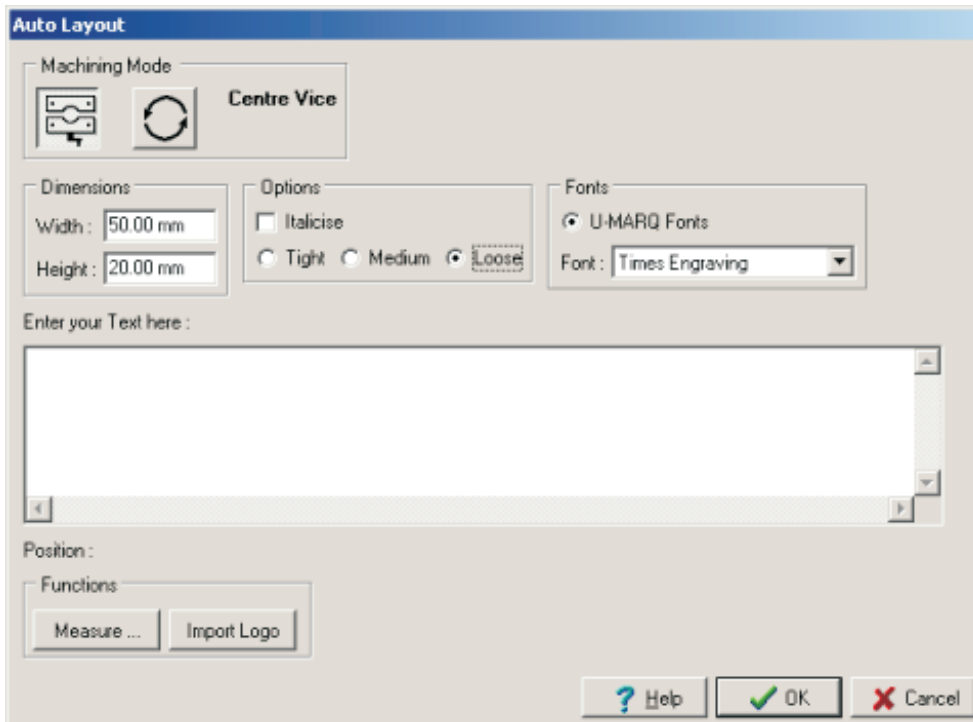 Auto Layout
Machining Mode
Centre Vice
Dimensions
Width : 50.00 mm
Height : 20.00 mm
Options
Italicise
Tight Medium Loose
Fonts
U-MARQ Fonts
Font : Times Engraving
Enter your Text here :
Position :
Functions
Measure ... Import Logo
Help OK Cancel